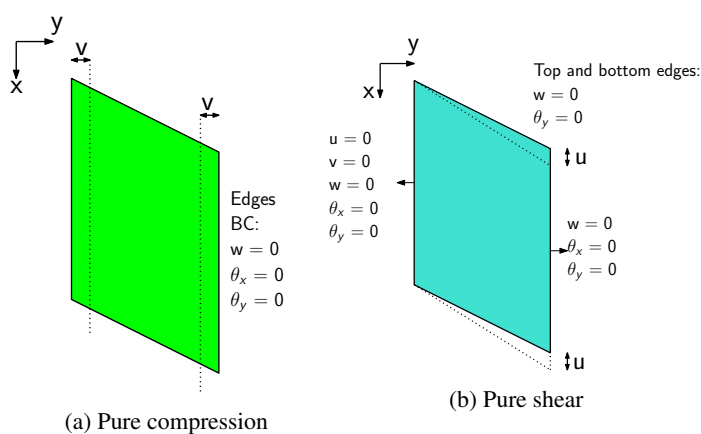 y
x
v
v
Edges
BC:
w = 0
θx = 0
θy = 0
(a) Pure compression
y
x
Top and bottom edges:
w = 0
θy = 0
u
u = 0
v = 0
w = 0
θx = 0
θy = 0
w = 0
θx = 0
θy = 0
u
(b) Pure shear